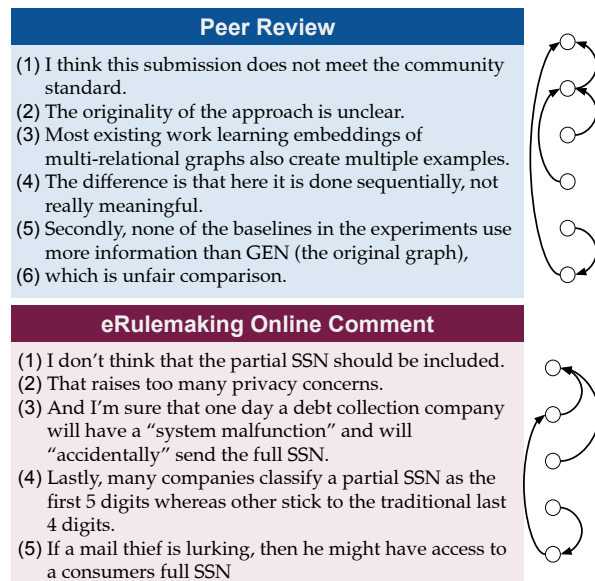 Peer Review
(1) I think this submission does not meet the community
standard.
(2) The originality of the approach is unclear.
(3) Most existing work learning embeddings of
multi-relational graphs also create multiple examples.
(4) The difference is that here it is done sequentially, not
really meaningful.
(5) Secondly, none of the baselines in the experiments use
more information than GEN (the original graph),
(6) which is unfair comparison.
eRulemaking Online Comment
(1) I don't think that the partial SSN should be included.
(2) That raises too many privacy concerns.
(3) And I'm sure that one day a debt collection company
will have a “system malfunction” and will
“accidentally” send the full SSN.
(4) Lastly, many companies classify a partial SSN as the
first 5 digits whereas other stick to the traditional last
4 digits.
(5) If a mail thief is lurking, then he might have access to
a consumers full SSN